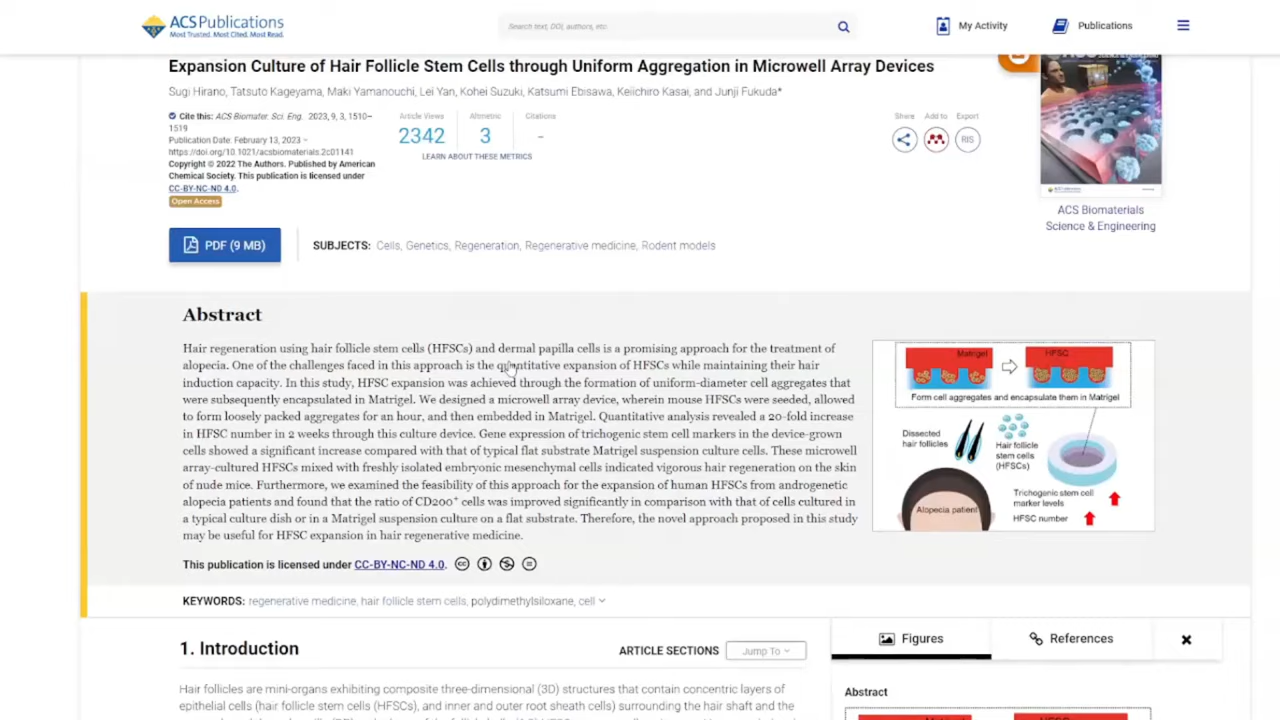 ACS Publications
Most Trusted. Most Cited. Most Read.
Search text, DOI, authors, etc.
My Activity
Publications
Expansion Culture of Hair Follicle Stem Cells through Uniform Aggregation in Microwell Array Devices
Sugi Hirano, Tatsuto Kageyama, Maki Yamanouchi, Lei Yan, Kohei Suzuki, Katsumi Ebisawa, Keiichiro Kasai, and Junji Fukuda*
Cite this: ACS Biomater. Sci. Eng. 2023, 9, 3, 1510–
1519
Publication Date: February 13, 2023
https://doi.org/10.1021/acsbiomaterials.2c01141
Copyright © 2022 The Authors. Published by American
Chemical Society. This publication is licensed under
CC-BY-NC-ND 4.0.
Open Access
Article Views
2342
Altmetric
3
Citations
-
LEARN ABOUT THESE METRICS
Share
Add to
Export
RIS
ACS Publications
ACS Biomaterials
Science & Engineering
PDF (9 MB)
SUBJECTS: Cells, Genetics, Regeneration, Regenerative medicine, Rodent models
Abstract
Hair regeneration using hair follicle stem cells (HFSCs) and dermal papilla cells is a promising approach for the treatment of
alopecia. One of the challenges faced in this approach is the quantitative expansion of HFSCs while maintaining their hair
induction capacity. In this study, HFSC expansion was achieved through the formation of uniform-diameter cell aggregates that
were subsequently encapsulated in Matrigel. We designed a microwell array device, wherein mouse HFSCs were seeded, allowed
to form loosely packed aggregates for an hour, and then embedded in Matrigel. Quantitative analysis revealed a 20-fold increase
in HFSC number in 2 weeks through this culture device. Gene expression of trichogenic stem cell markers in the device-grown
cells showed a significant increase compared with that of typical flat substrate Matrigel suspension culture cells. These microwell
array-cultured HFSCs mixed with freshly isolated embryonic mesenchymal cells indicated vigorous hair regeneration on the skin
of nude mice. Furthermore, we examined the feasibility of this approach for the expansion of human HFSCs from androgenetic
alopecia patients and found that the ratio of CD200+ cells was improved significantly in comparison with that of cells cultured in
a typical culture dish or in a Matrigel suspension culture on a flat substrate. Therefore, the novel approach proposed in this study
may be useful for HFSC expansion in hair regenerative medicine.
Matrigel
HFSC
Form cell aggregates and encapsulate them in Matrigel
Dissected
hair follicles
Hair follicle
stem cells
(HFSCs)
Alopecia patient
Trichogenic stem cell
marker levels
HFSC number
This publication is licensed under CC-BY-NC-ND 4.0.
KEYWORDS: regenerative medicine, hair follicle stem cells, polydimethylsiloxane, cell
1. Introduction
ARTICLE SECTIONS
Jump To
Figures
References
Hair follicles are mini-organs exhibiting composite three-dimensional (3D) structures that contain concentric layers of
epithelial cells (hair follicle stem cells (HFSCs), and inner and outer root sheath cells) surrounding the hair shaft and the
Abstract